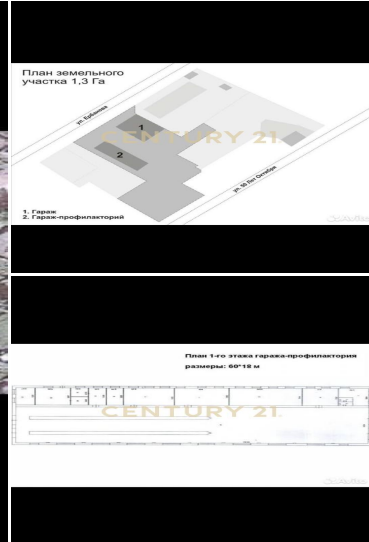 План земельного
участка 1,3 Га
ул. Ербанова
CENTURY 21
1
2
ул. 50 Лет Октября
1. Гараж
2. Гараж-профилакторий
План 1-го этажа гаража-профилактория
размеры: 60*18 м
CENTURY 21